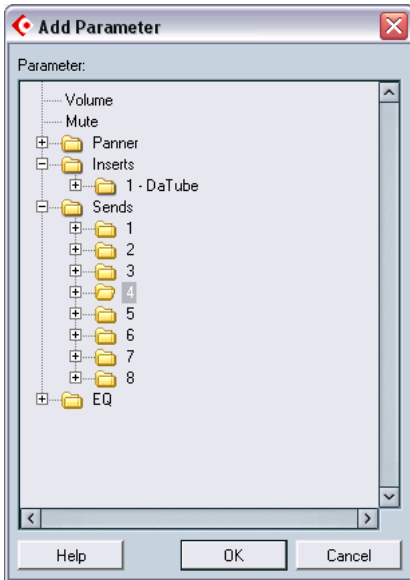 Add Parameter
Parameter:
Volume
Mute
Panner
Inserts
1 - DaTube
Sends
1
2
3
4
5
6
7
8
EQ
Help OK Cancel